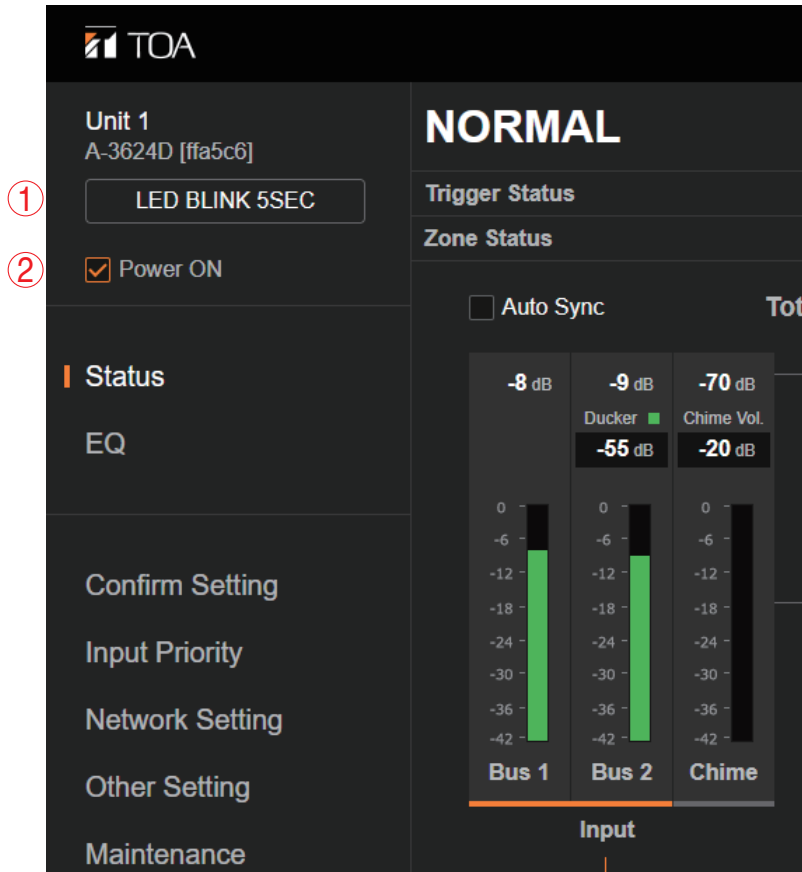 TOA
Unit 1
A-3624D [ffa5c6]
① LED BLINK 5SEC
② Power ON
Status
EQ
Confirm Setting
Input Priority
Network Setting
Other Setting
Maintenance
NORMAL
Trigger Status
Zone Status
Auto Sync Tot
-8 dB -9 dB -70 dB
Ducker Chime Vol.
-55 dB -20 dB
0 0 0
-6 -6 -6
-12 -12 -12
-18 -18 -18
-24 -24 -24
-30 -30 -30
-36 -36 -36
-42 -42 -42
Bus 1 Bus 2 Chime
Input